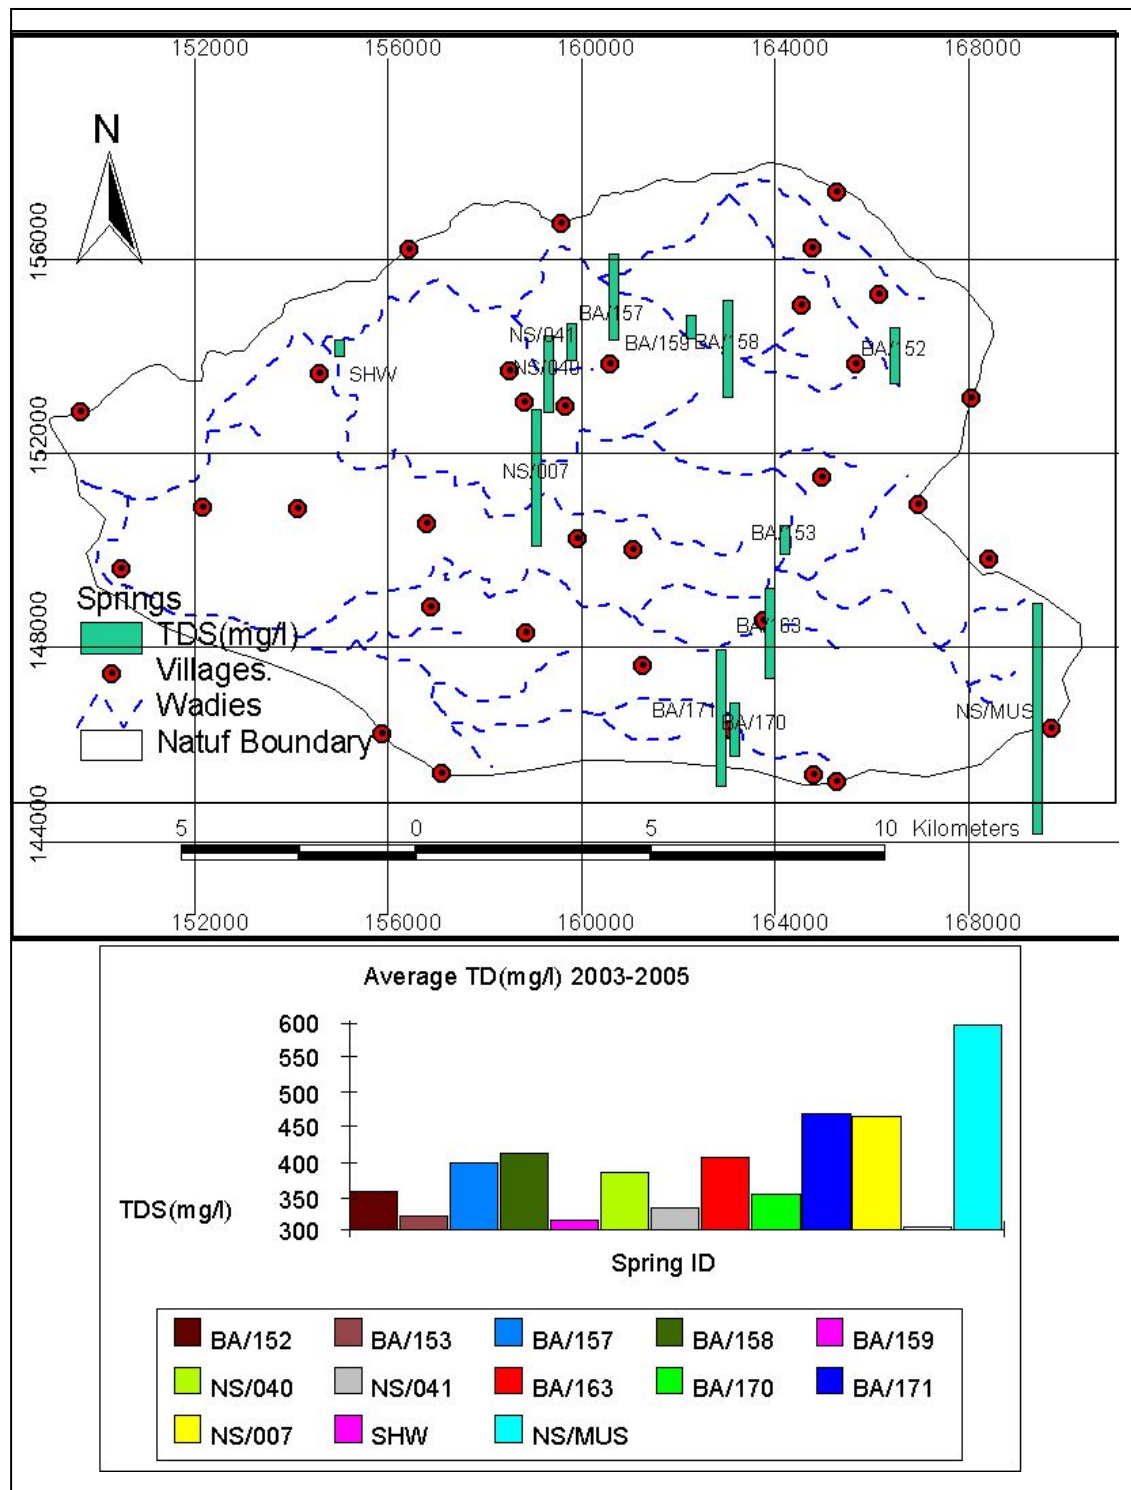 152000 156000 160000 164000 168000
N
156000
152000
148000
144000
BA/157
NS/041
BA/159
BA/158
BA/152
NS/040
SHW
NS/007
BA/153
BA/163
BA/171
BA/170
NS/MUS
Springs
TDS(mg/l)
Villages.
Wadies
Natuf Boundary
5 0 5 10 Kilometers
152000 156000 160000 164000 168000
Average TD(mg/l) 2003-2005
600
550
500
450
400
350
300
TDS(mg/l)
Spring ID
BA/152 BA/153 BA/157 BA/158 BA/159
NS/040 NS/041 BA/163 BA/170 BA/171
NS/007 SHW NS/MUS